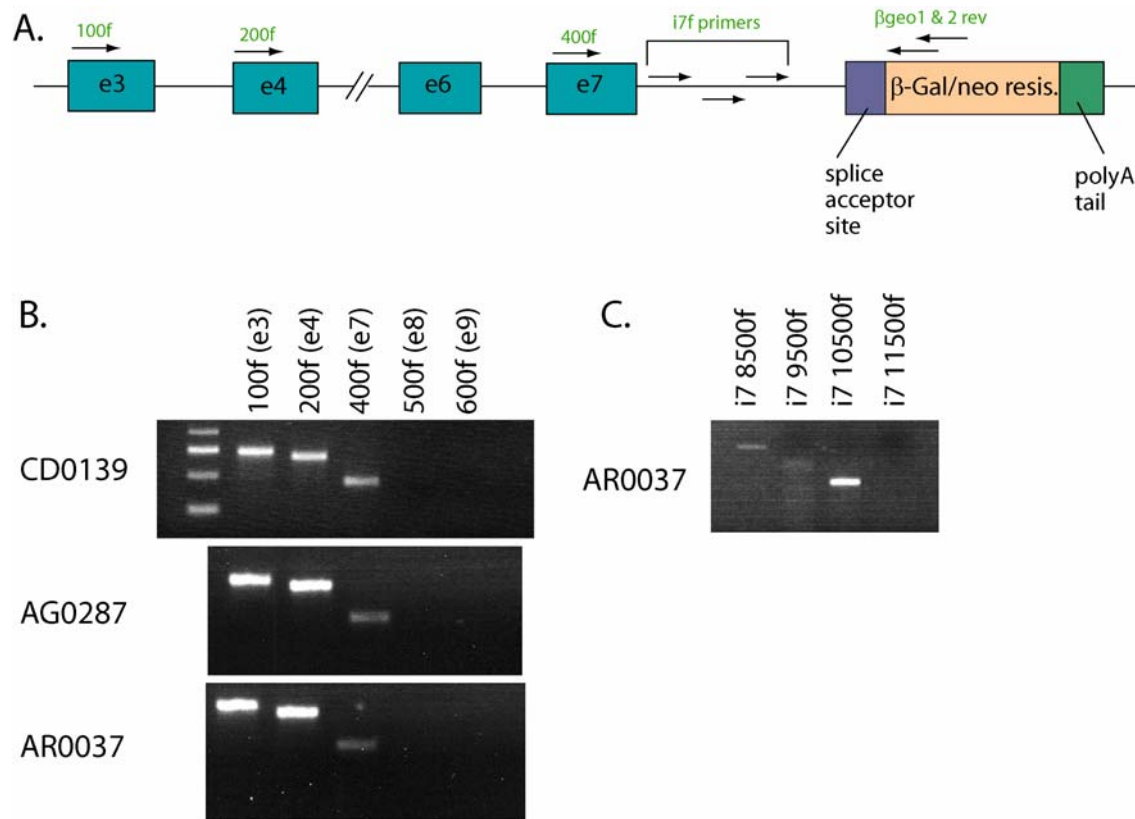 A.
100f
200f
400f
i7f primers
βgeo1 & 2 rev
e3
e4
e6
e7
β-Gal/neo resis.
splice
acceptor
site
polyA
tail
B.
100f (e3)
200f (e4)
400f (e7)
500f (e8)
600f (e9)
CD0139
AG0287
AR0037
C.
i7 8500f
i7 9500f
i7 10500f
i7 11500f
AR0037